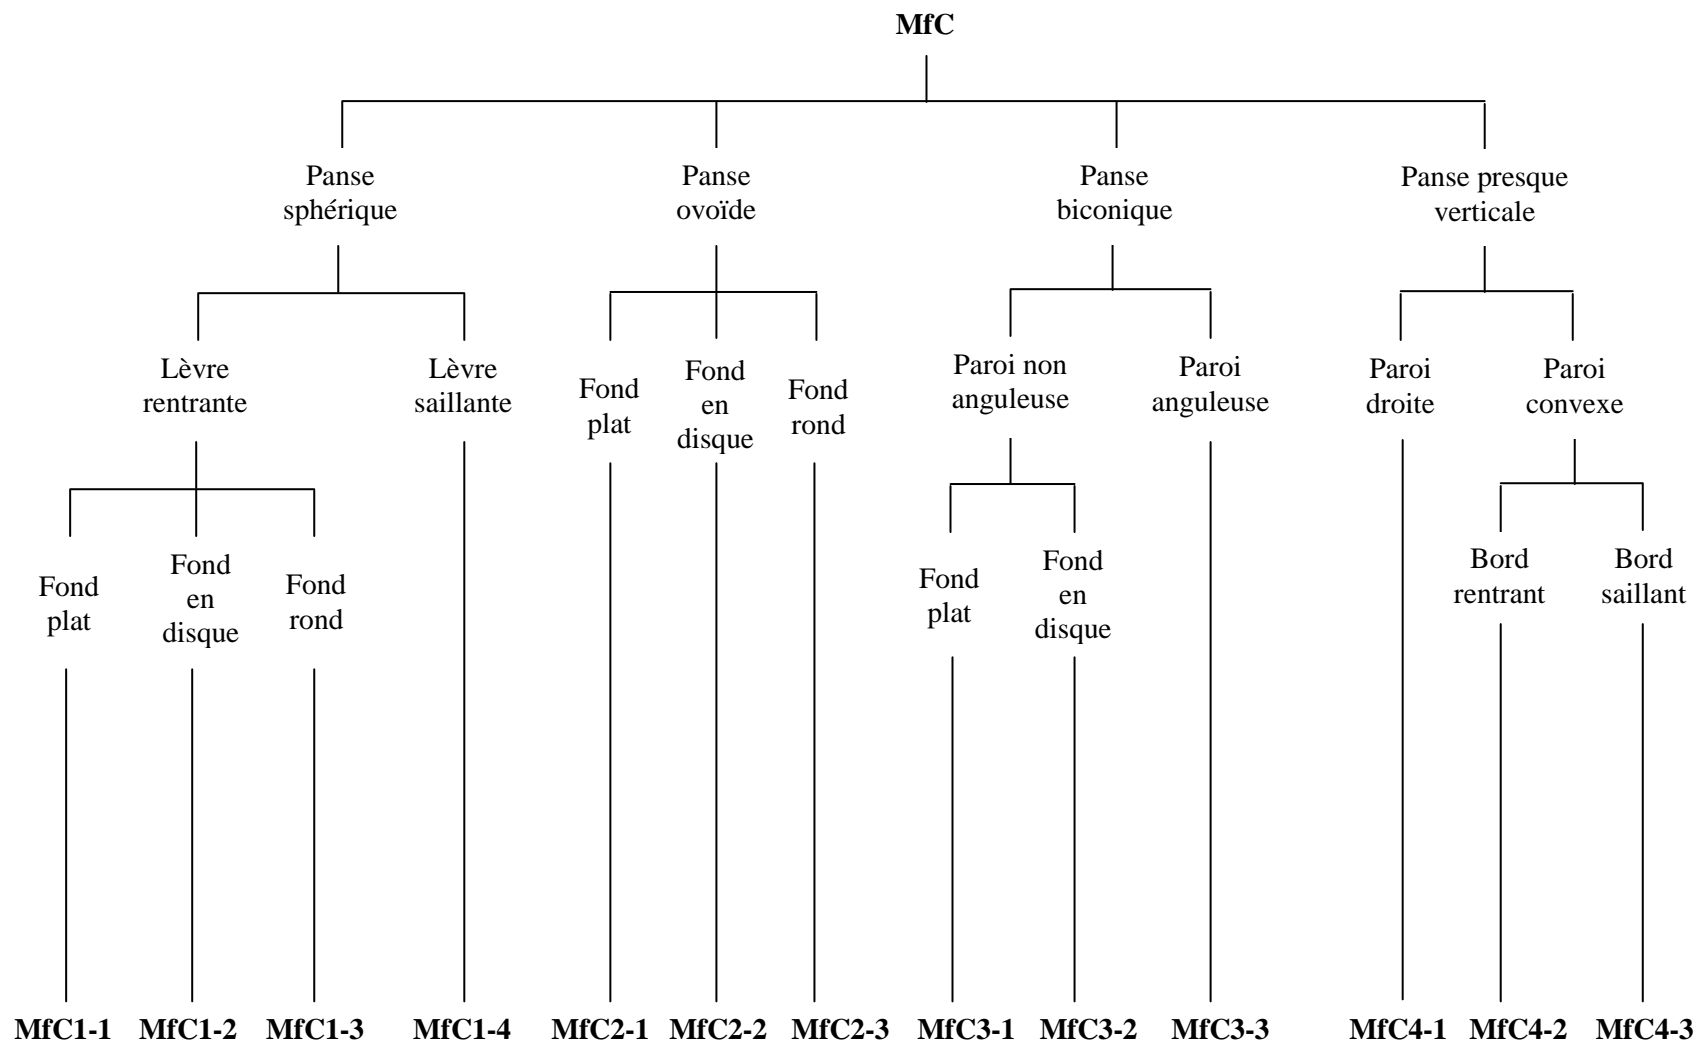 MfC
Panse
sphérique
Panse
ovoïde
Panse
biconique
Panse presque
verticale
Lèvre
rentrante
Lèvre
saillante
Fond
plat
Fond
en
disque
Fond
rond
Paroi non
anguleuse
Paroi
anguleuse
Paroi
droite
Paroi
convexe
Fond
plat
Fond
en
disque
Fond
rond
Fond
plat
Fond
en
disque
Bord
rentrant
Bord
saillant
MfC1-1 MfC1-2 MfC1-3 MfC1-4 MfC2-1 MfC2-2 MfC2-3 MfC3-1 MfC3-2 MfC3-3 MfC4-1 MfC4-2 MfC4-3